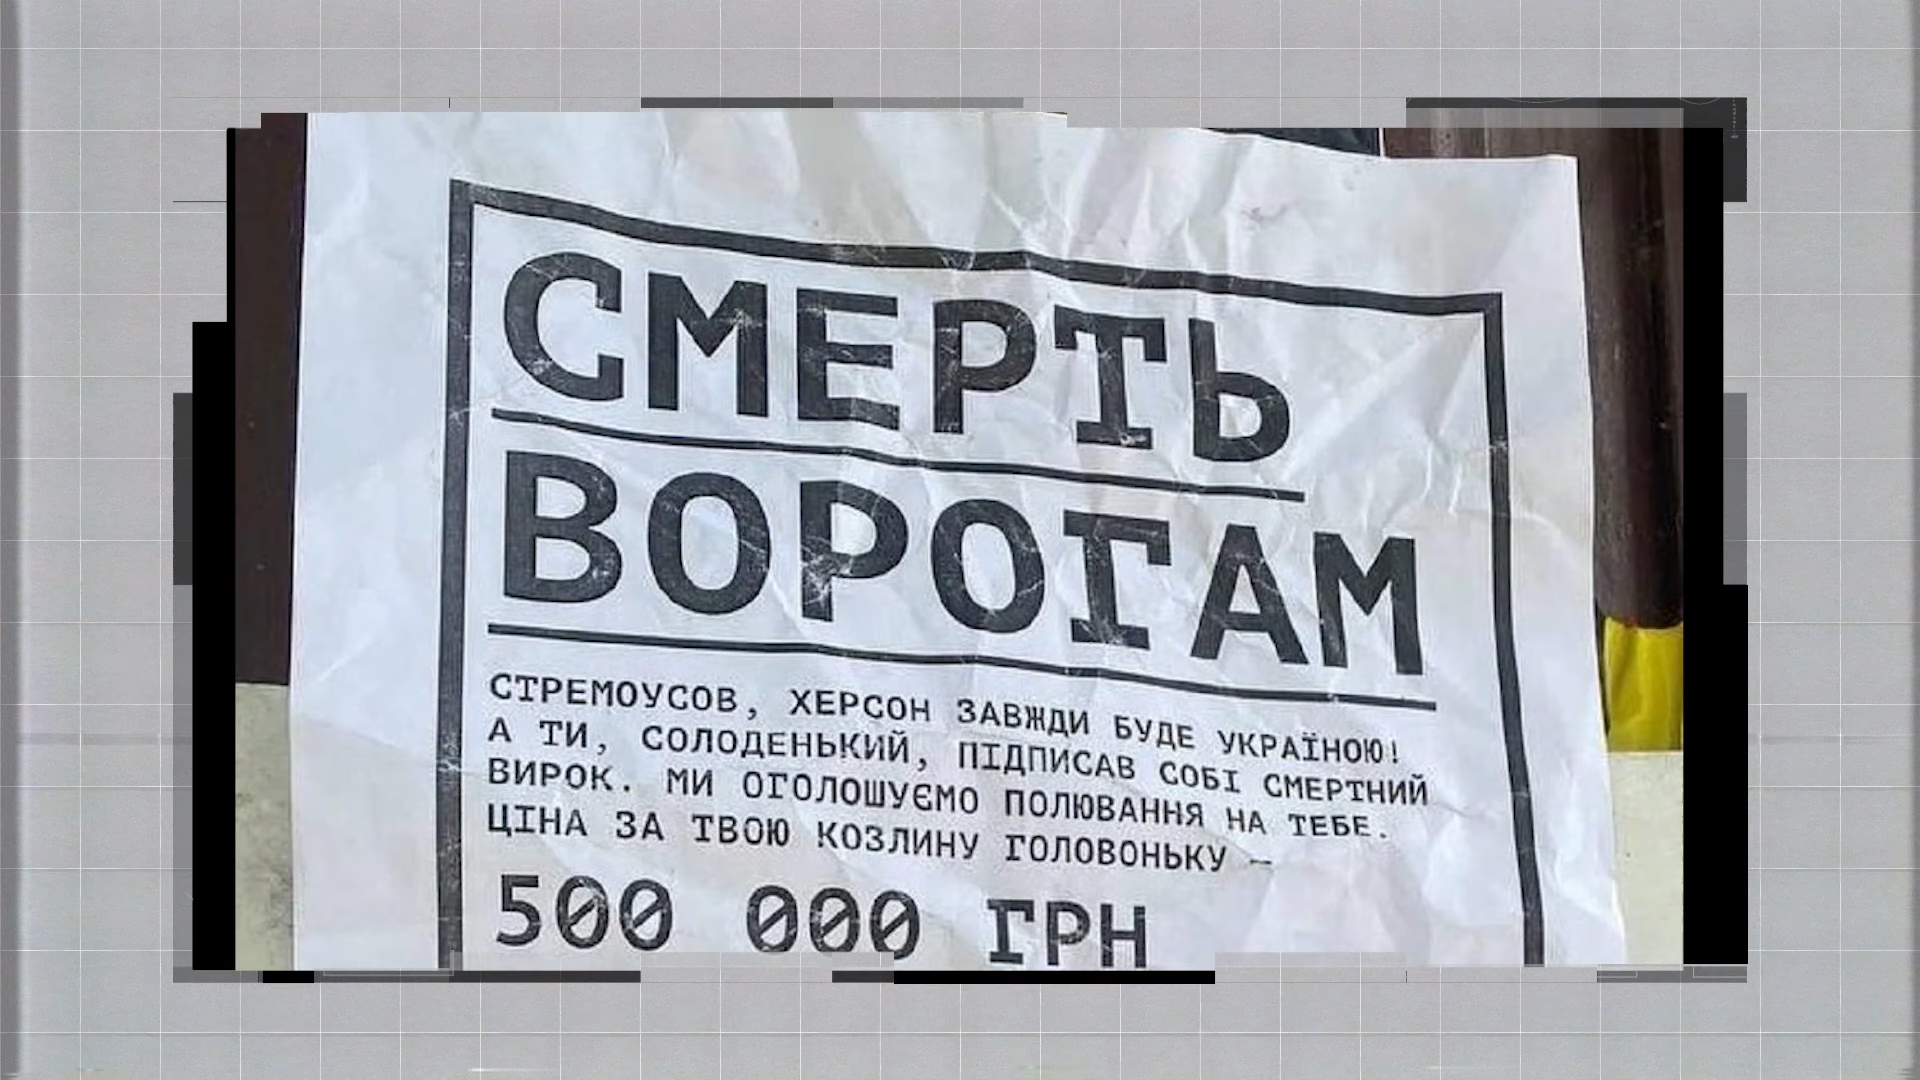 СМЕРТЬ
ВОРОГАМ
СТРЕМОУСОВ, ХЕРСОН ЗАВЖДИ БУДЕ УКРАЇНОЮ!
А ТИ, СОЛОДЕНЬКИЙ, ПІДПИСАВ СОБІ СМЕРТНИЙ
ВИРОК. МИ ОГОЛОШУЄМО ПОЛЮВАННЯ НА ТЕБЕ.
ЦІНА ЗА ТВОЮ КОЗЛИНУ ГОЛОВОНЬКУ –
500 000 ГРН